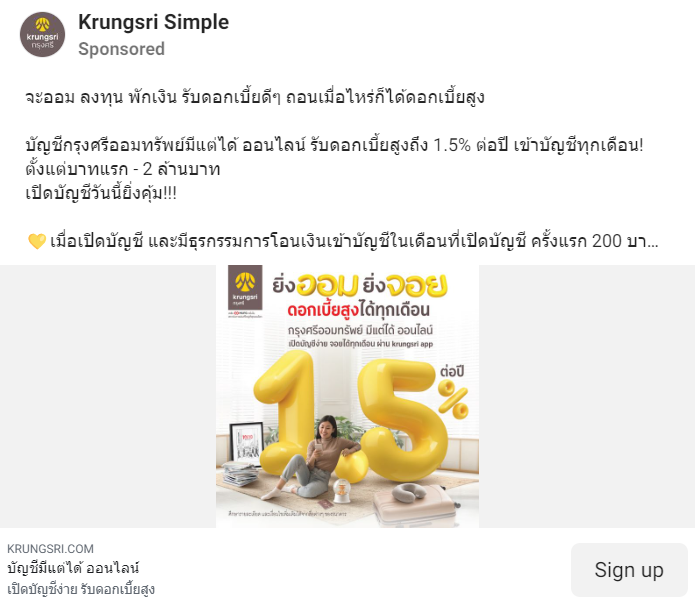 krungsri
กรุงศรี
Krungsri Simple
Sponsored
จะออม ลงทุน พักเงิน รับดอกเบี้ยดีๆ ถอนเมื่อไหร่ก็ได้ดอกเบี้ยสูง
บัญชีกรุงศรีออมทรัพย์มีแต่ได้ ออนไลน์ รับดอกเบี้ยสูงถึง 1.5% ต่อปี เข้าบัญชีทุกเดือน!
ตั้งแต่บาทแรก - 2 ล้านบาท
เปิดบัญชีวันนี้ยิ่งคุ้ม!!!
💛 เมื่อเปิดบัญชี และมีธุรกรรมการโอนเงินเข้าบัญชีในเดือนที่เปิดบัญชี ครั้งแรก 200 บา...
krungsri
กรุงศรี
ยิ่งออม ยิ่งจอย
ดอกเบี้ยสูงได้ทุกเดือน
กรุงศรีออมทรัพย์ มีแต่ได้ ออนไลน์
เปิดบัญชีง่าย จอยได้ทุกเดือน ผ่าน krungsri app
1.5% ต่อปี
KRUNGSRI.COM
บัญชีมีแต่ได้ ออนไลน์
เปิดบัญชีง่าย รับดอกเบี้ยสูง
Sign up